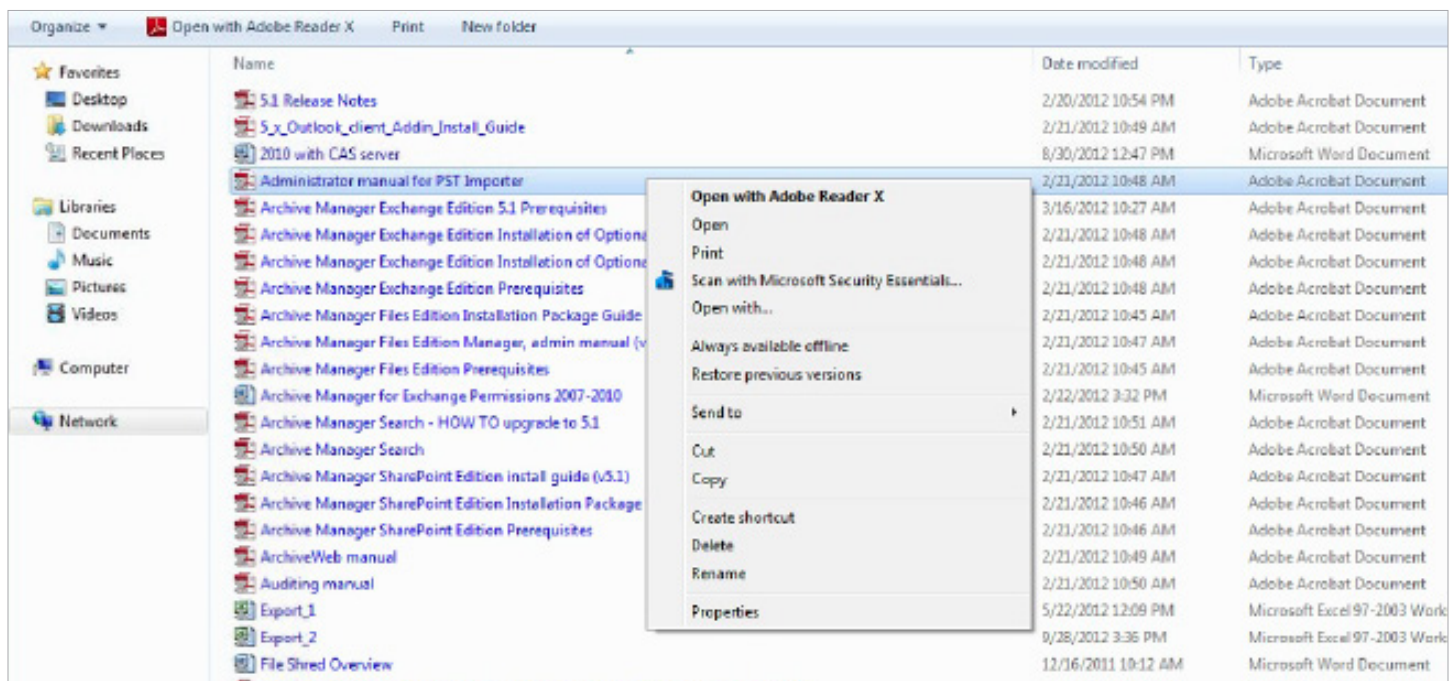 Organize Open with Adobe Reader X Print New folder
Name Date modified Type
Favorites
Desktop
Downloads
Recent Places
Libraries
Documents
Music
Pictures
Videos
Computer
Network
5.1 Release Notes 2/20/2012 10:54 PM Adobe Acrobat Document
5_x_Outlook_client_Addin_Install_Guide 2/21/2012 10:49 AM Adobe Acrobat Document
2010 with CAS server 8/30/2012 12:47 PM Microsoft Word Document
Administrator manual for PST Importer 2/21/2012 10:48 AM Adobe Acrobat Document
Archive Manager Exchange Edition 5.1 Prerequisites 3/16/2012 10:27 AM Adobe Acrobat Document
Archive Manager Exchange Edition Installation of Optiona 2/21/2012 10:48 AM Adobe Acrobat Document
Archive Manager Exchange Edition Installation of Optiona 2/21/2012 10:48 AM Adobe Acrobat Document
Archive Manager Exchange Edition Prerequisites 2/21/2012 10:48 AM Adobe Acrobat Document
Archive Manager Files Edition Installation Package Guide 2/21/2012 10:45 AM Adobe Acrobat Document
Archive Manager Files Edition Manager, admin manual (v 2/21/2012 10:47 AM Adobe Acrobat Document
Archive Manager Files Edition Prerequisites 2/21/2012 10:45 AM Adobe Acrobat Document
Archive Manager for Exchange Permissions 2007-2010 2/22/2012 3:32 PM Microsoft Word Document
Archive Manager Search - HOW TO upgrade to 5.1 2/21/2012 10:51 AM Adobe Acrobat Document
Archive Manager Search 2/21/2012 10:50 AM Adobe Acrobat Document
Archive Manager SharePoint Edition install guide (v5.1) 2/21/2012 10:47 AM Adobe Acrobat Document
Archive Manager SharePoint Edition Installation Package 2/21/2012 10:46 AM Adobe Acrobat Document
Archive Manager SharePoint Edition Prerequisites 2/21/2012 10:46 AM Adobe Acrobat Document
ArchiveWeb manual 2/21/2012 10:49 AM Adobe Acrobat Document
Auditing manual 2/21/2012 10:50 AM Adobe Acrobat Document
Export_1 5/22/2012 12:09 PM Microsoft Excel 97-2003 Work
Export_2 9/28/2012 3:36 PM Microsoft Excel 97-2003 Work
File Shred Overview 12/16/2011 10:12 AM Microsoft Word Document
Open with Adobe Reader X
Open
Print
Scan with Microsoft Security Essentials...
Open with...
Always available offline
Restore previous versions
Send to
Cut
Copy
Create shortcut
Delete
Rename
Properties